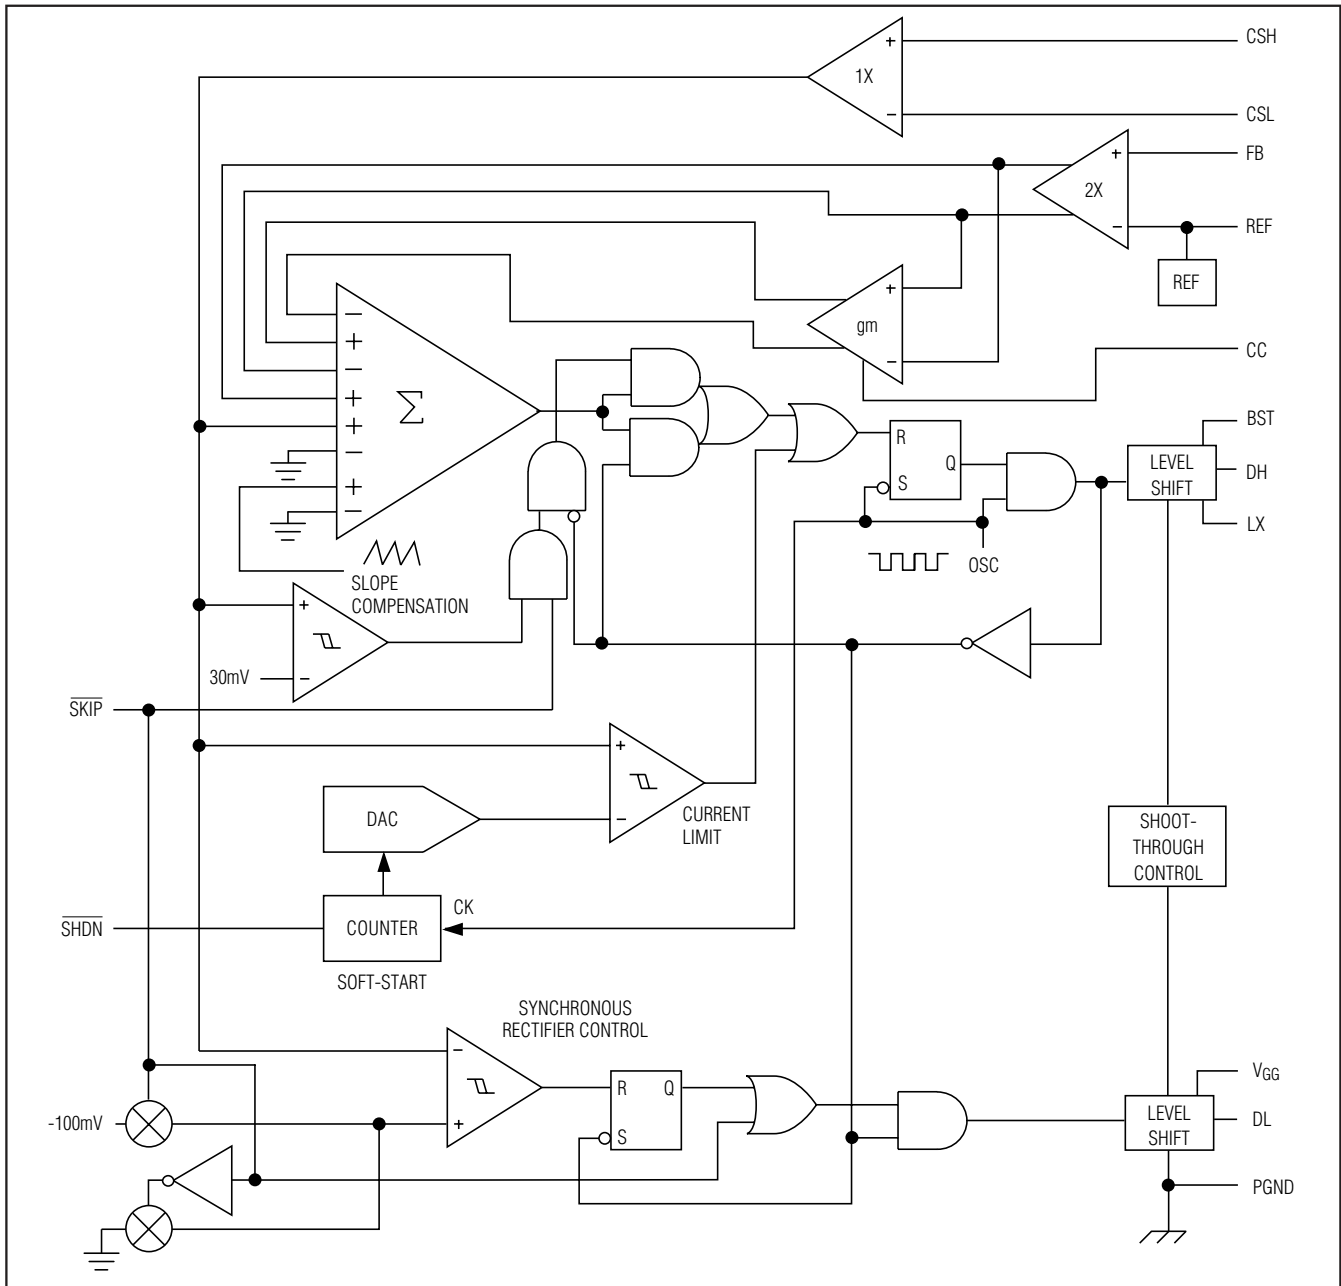 CSH
+
1X
−
CSL
+
FB
2X
−
REF
REF
+
gm
−
CC
−
+
−
+
+
−
+
−
Σ
BST
LEVEL
SHIFT
DH
LX
R
Q
S
OSC
SLOPE
COMPENSATION
+
30mV
−
SKIP
+
−
CURRENT
LIMIT
DAC
SHOOT-
THROUGH
CONTROL
CK
SHDN
COUNTER
SOFT-START
SYNCHRONOUS
RECTIFIER CONTROL
−
+
-100mV
R
Q
S
VGG
LEVEL
SHIFT
DL
PGND